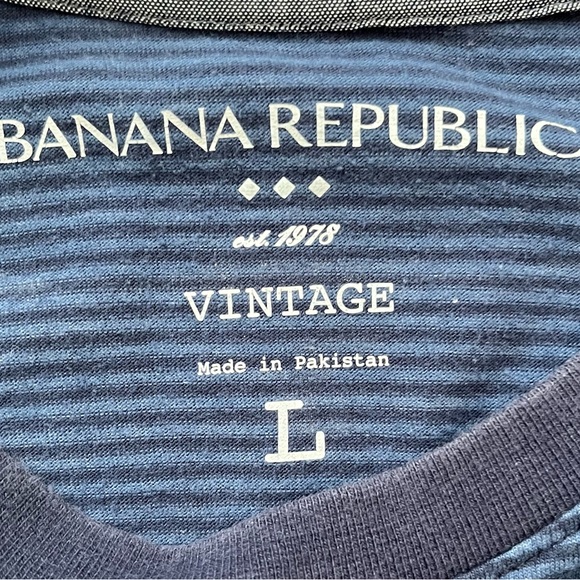 BANANA REPUBLIC
est. 1978
VINTAGE
Made in Pakistan
L